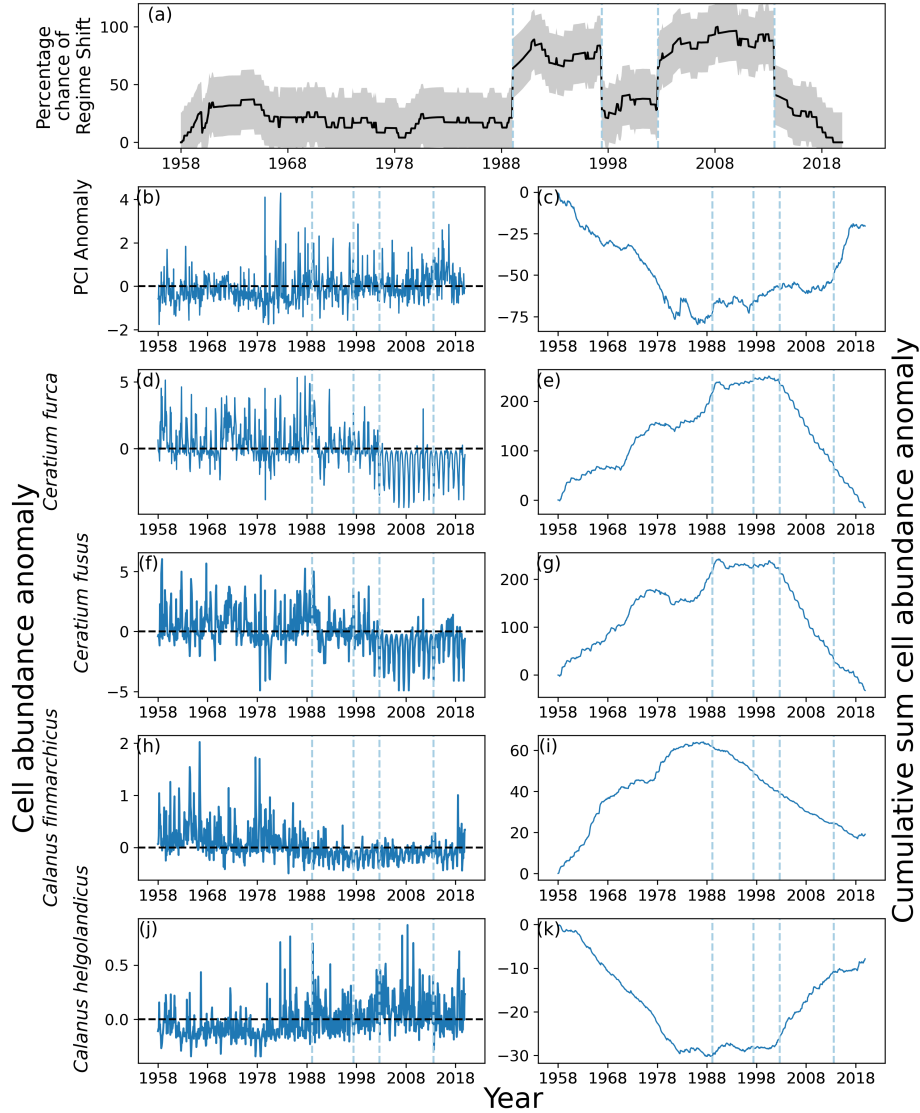 (a)
Percentage
chance of
Regime Shift
100
50
0
1958 1968 1978 1988 1998 2008 2018
(b)
PCI Anomaly
4
2
0
−2
1958 1968 1978 1988 1998 2008 2018
(c)
0
−25
−50
−75
1958 1968 1978 1988 1998 2008 2018
(d)
Ceratium furca
5
0
1958 1968 1978 1988 1998 2008 2018
(e)
200
100
0
1958 1968 1978 1988 1998 2008 2018
(f)
Ceratium fusus
5
0
−5
1958 1968 1978 1988 1998 2008 2018
(g)
200
100
0
1958 1968 1978 1988 1998 2008 2018
(h)
Calanus finmarchicus
2
1
0
1958 1968 1978 1988 1998 2008 2018
(i)
60
40
20
0
1958 1968 1978 1988 1998 2008 2018
(j)
Calanus helgolandicus
0.5
0.0
1958 1968 1978 1988 1998 2008 2018
(k)
0
−10
−20
−30
1958 1968 1978 1988 1998 2008 2018
Cell abundance anomaly
Cumulative sum cell abundance anomaly
Year